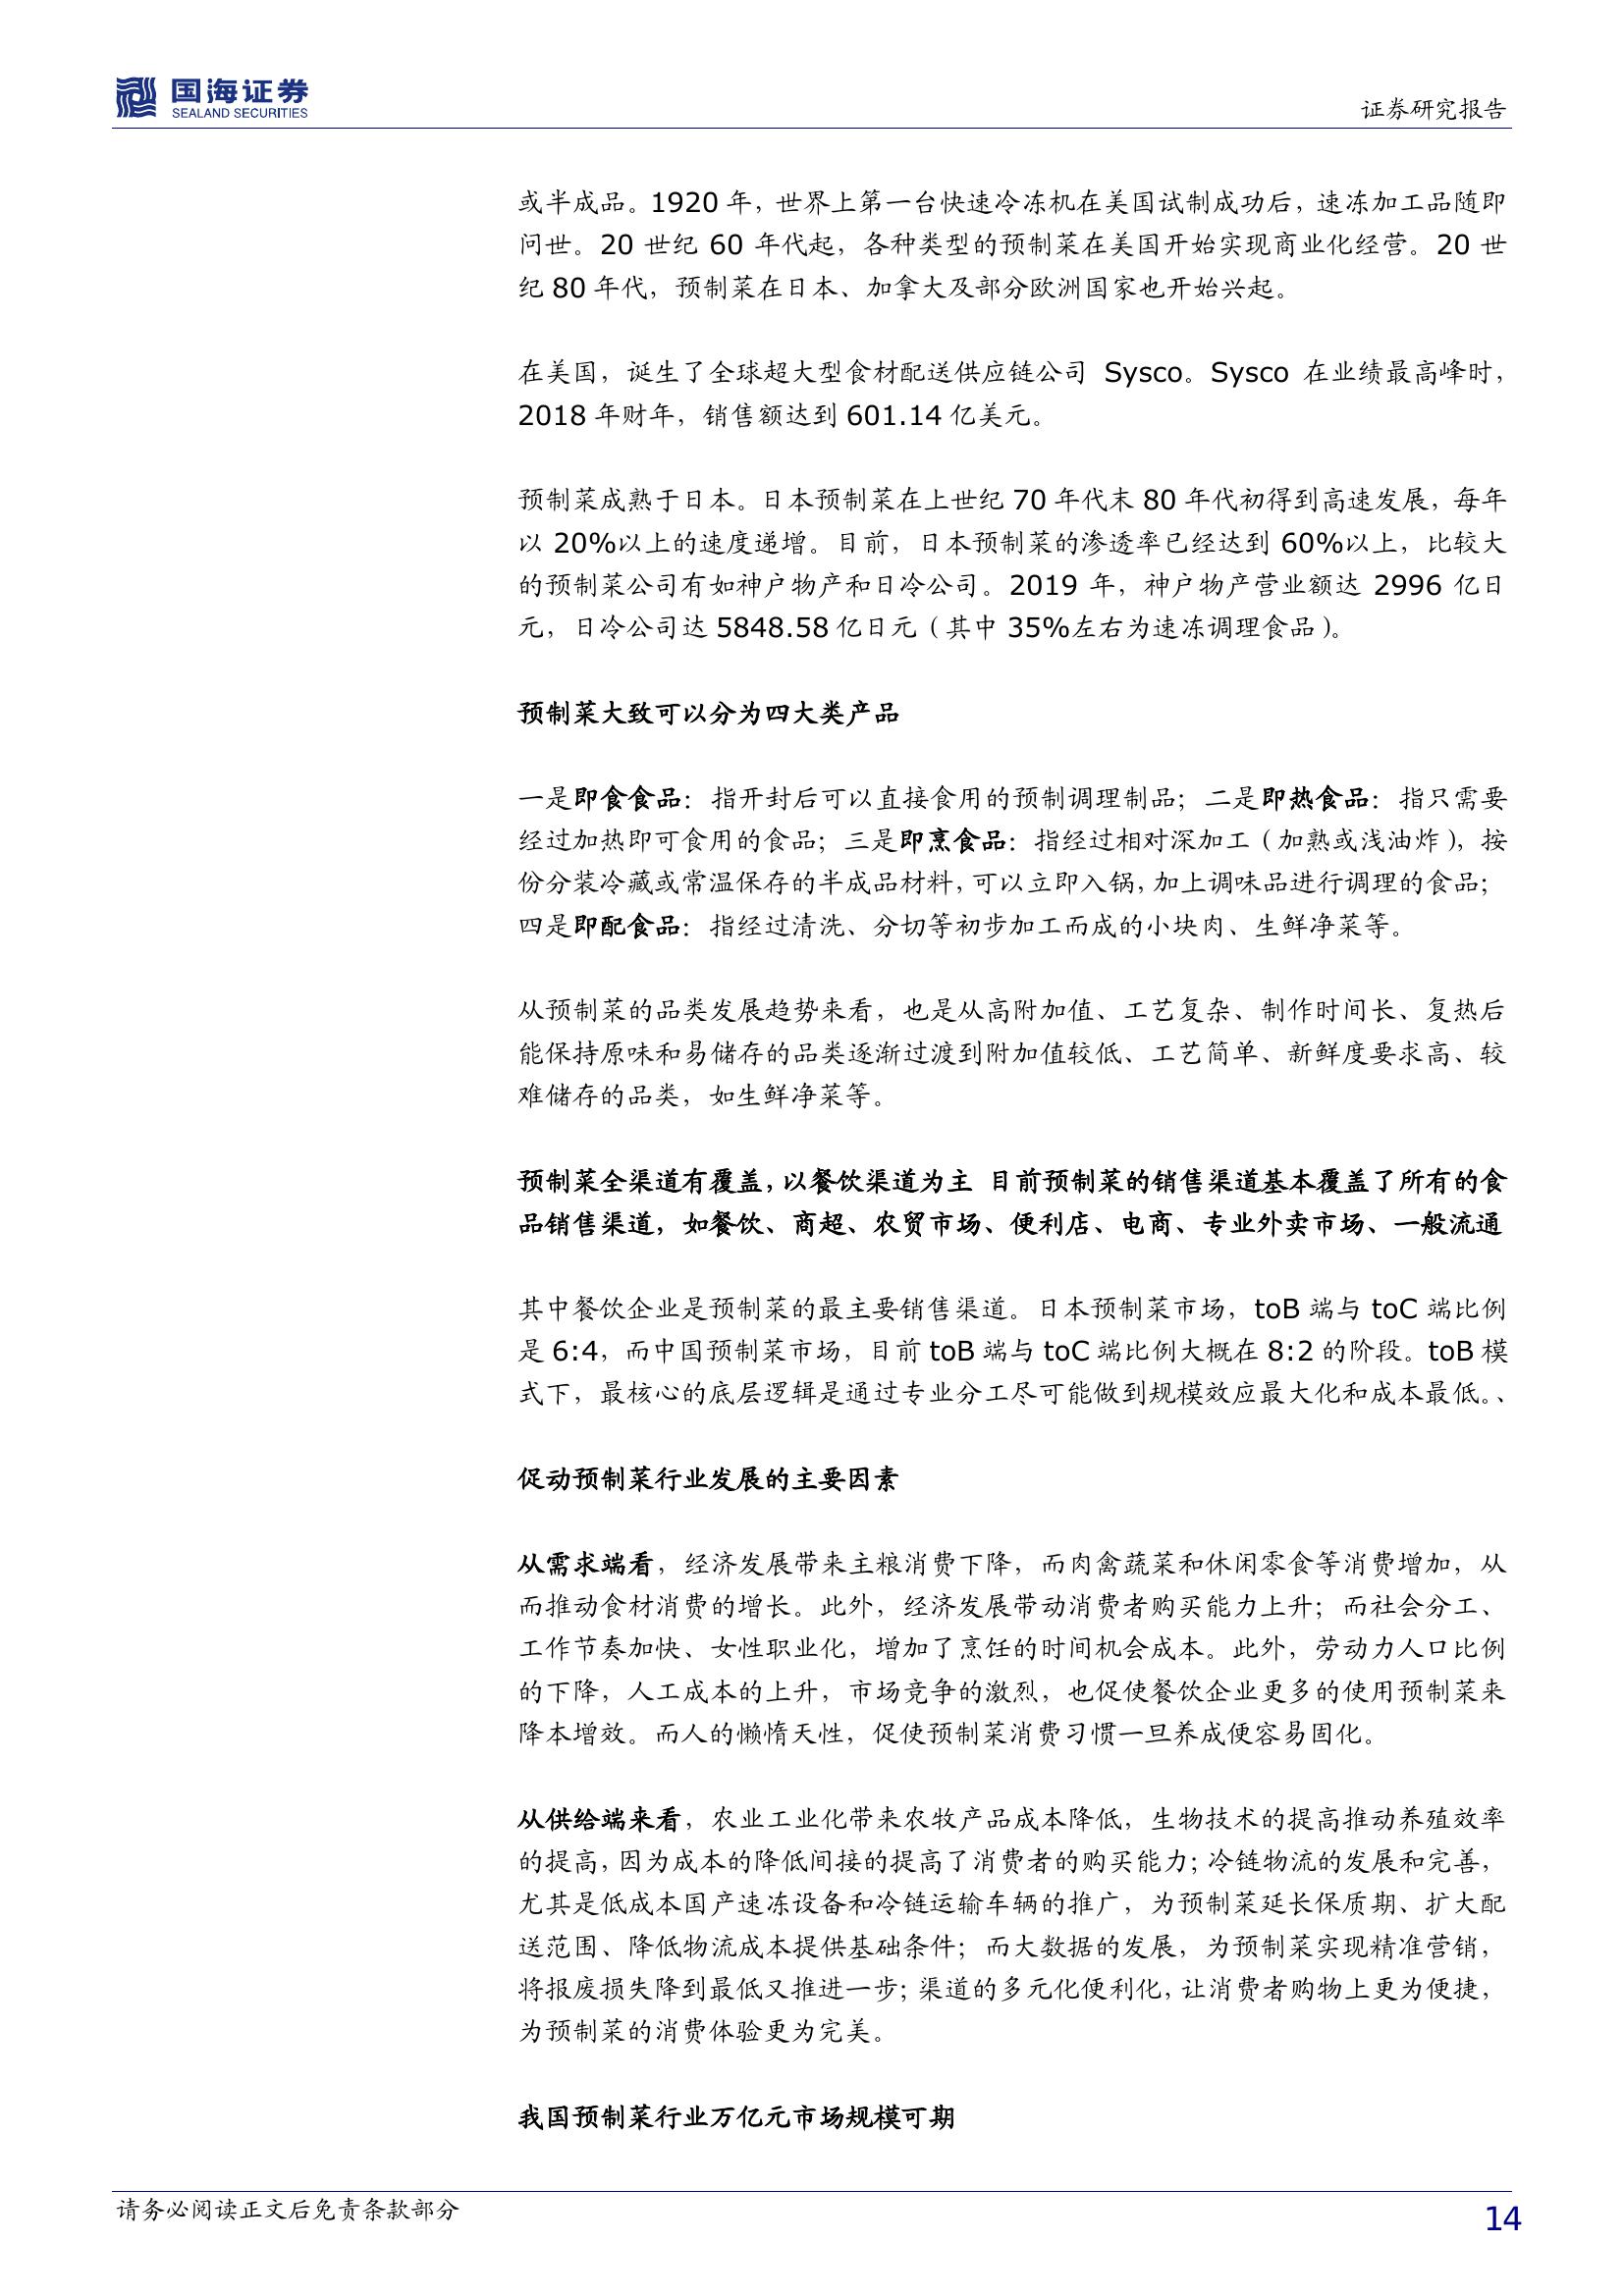 国海证券
SEALAND SECURITIES
证券研究报告
或半成品。1920 年，世界上第一台快速冷冻机在美国试制成功后，速冻加工品随即
问世。20 世纪 60 年代起，各种类型的预制菜在美国开始实现商业化经营。20 世
纪 80 年代，预制菜在日本、加拿大及部分欧洲国家也开始兴起。
在美国，诞生了全球超大型食材配送供应链公司 Sysco。Sysco 在业绩最高峰时，
2018 年财年，销售额达到 601.14 亿美元。
预制菜成熟于日本。日本预制菜在上世纪 70 年代末 80 年代初得到高速发展，每年
以 20%以上的速度递增。目前，日本预制菜的渗透率已经达到 60%以上，比较大
的预制菜公司有如神户物产和日冷公司。2019 年，神户物产营业额达 2996 亿日
元，日冷公司达 5848.58 亿日元（其中 35%左右为速冻调理食品）。
预制菜大致可以分为四大类产品
一是即食食品：指开封后可以直接食用的预制调理制品；二是即热食品：指只需要
经过加热即可食用的食品；三是即烹食品：指经过相对深加工（加熟或浅油炸），按
份分装冷藏或常温保存的半成品材料，可以立即入锅，加上调味品进行调理的食品；
四是即配食品：指经过清洗、分切等初步加工而成的小块肉、生鲜净菜等。
从预制菜的品类发展趋势来看，也是从高附加值、工艺复杂、制作时间长、复热后
能保持原味和易储存的品类逐渐过渡到附加值较低、工艺简单、新鲜度要求高、较
难储存的品类，如生鲜净菜等。
预制菜全渠道有覆盖，以餐饮渠道为主 目前预制菜的销售渠道基本覆盖了所有的食
品销售渠道，如餐饮、商超、农贸市场、便利店、电商、专业外卖市场、一般流通
其中餐饮企业是预制菜的最主要销售渠道。日本预制菜市场，toB 端与 toC 端比例
是 6:4，而中国预制菜市场，目前 toB 端与 toC 端比例大概在 8:2 的阶段。toB 模
式下，最核心的底层逻辑是通过专业分工尽可能做到规模效应最大化和成本最低。、
促动预制菜行业发展的主要因素
从需求端看，经济发展带来主粮消费下降，而肉禽蔬菜和休闲零食等消费增加，从
而推动食材消费的增长。此外，经济发展带动消费者购买能力上升；而社会分工、
工作节奏加快、女性职业化，增加了烹饪的时间机会成本。此外，劳动力人口比例
的下降，人工成本的上升，市场竞争的激烈，也促使餐饮企业更多的使用预制菜来
降本增效。而人的懒惰天性，促使预制菜消费习惯一旦养成便容易固化。
从供给端来看，农业工业化带来农牧产品成本降低，生物技术的提高推动养殖效率
的提高，因为成本的降低间接的提高了消费者的购买能力；冷链物流的发展和完善，
尤其是低成本国产速冻设备和冷链运输车辆的推广，为预制菜延长保质期、扩大配
送范围、降低物流成本提供基础条件；而大数据的发展，为预制菜实现精准营销，
将报废损失降到最低又推进一步；渠道的多元化便利化，让消费者购物上更为便捷，
为预制菜的消费体验更为完美。
我国预制菜行业万亿元市场规模可期
请务必阅读正文后免责条款部分
14